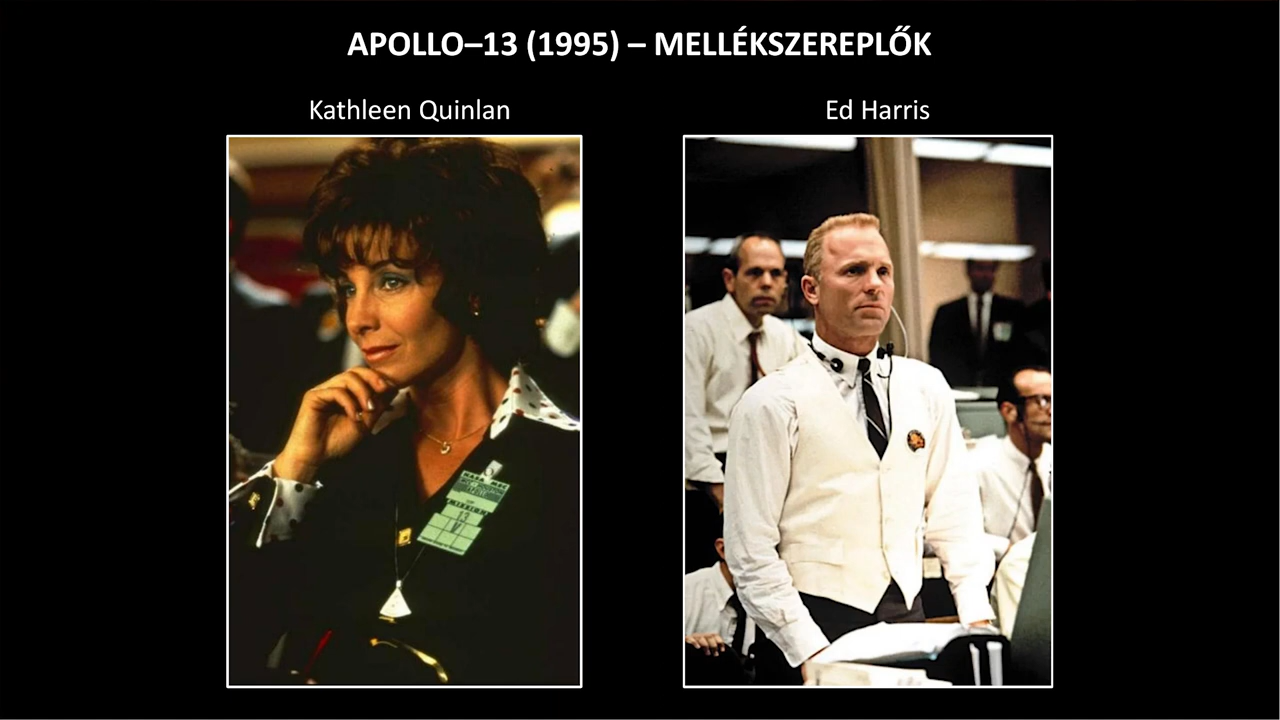 APOLLO–13 (1995) – MELLÉKSZEREPLŐK
Kathleen Quinlan
Ed Harris